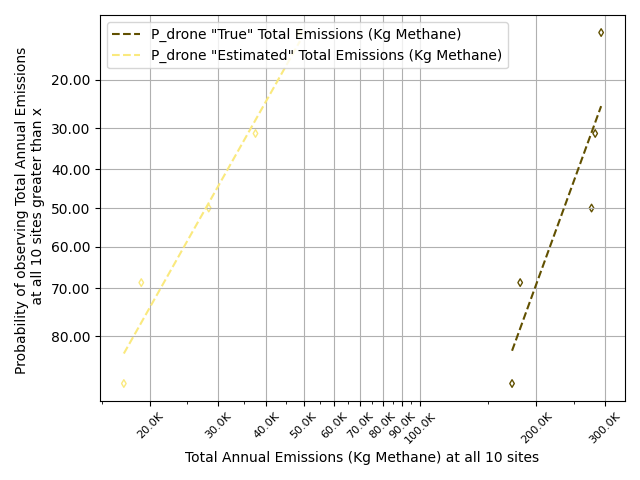 P_drone "True" Total Emissions (Kg Methane)
P_drone "Estimated" Total Emissions (Kg Methane)
Probability of observing Total Annual Emissions
at all 10 sites greater than x
20.00
30.00
40.00
50.00
60.00
70.00
80.00
20.0K
30.0K
40.0K
50.0K
60.0K
70.0K
80.0K
90.0K
100.0K
200.0K
300.0K
Total Annual Emissions (Kg Methane) at all 10 sites